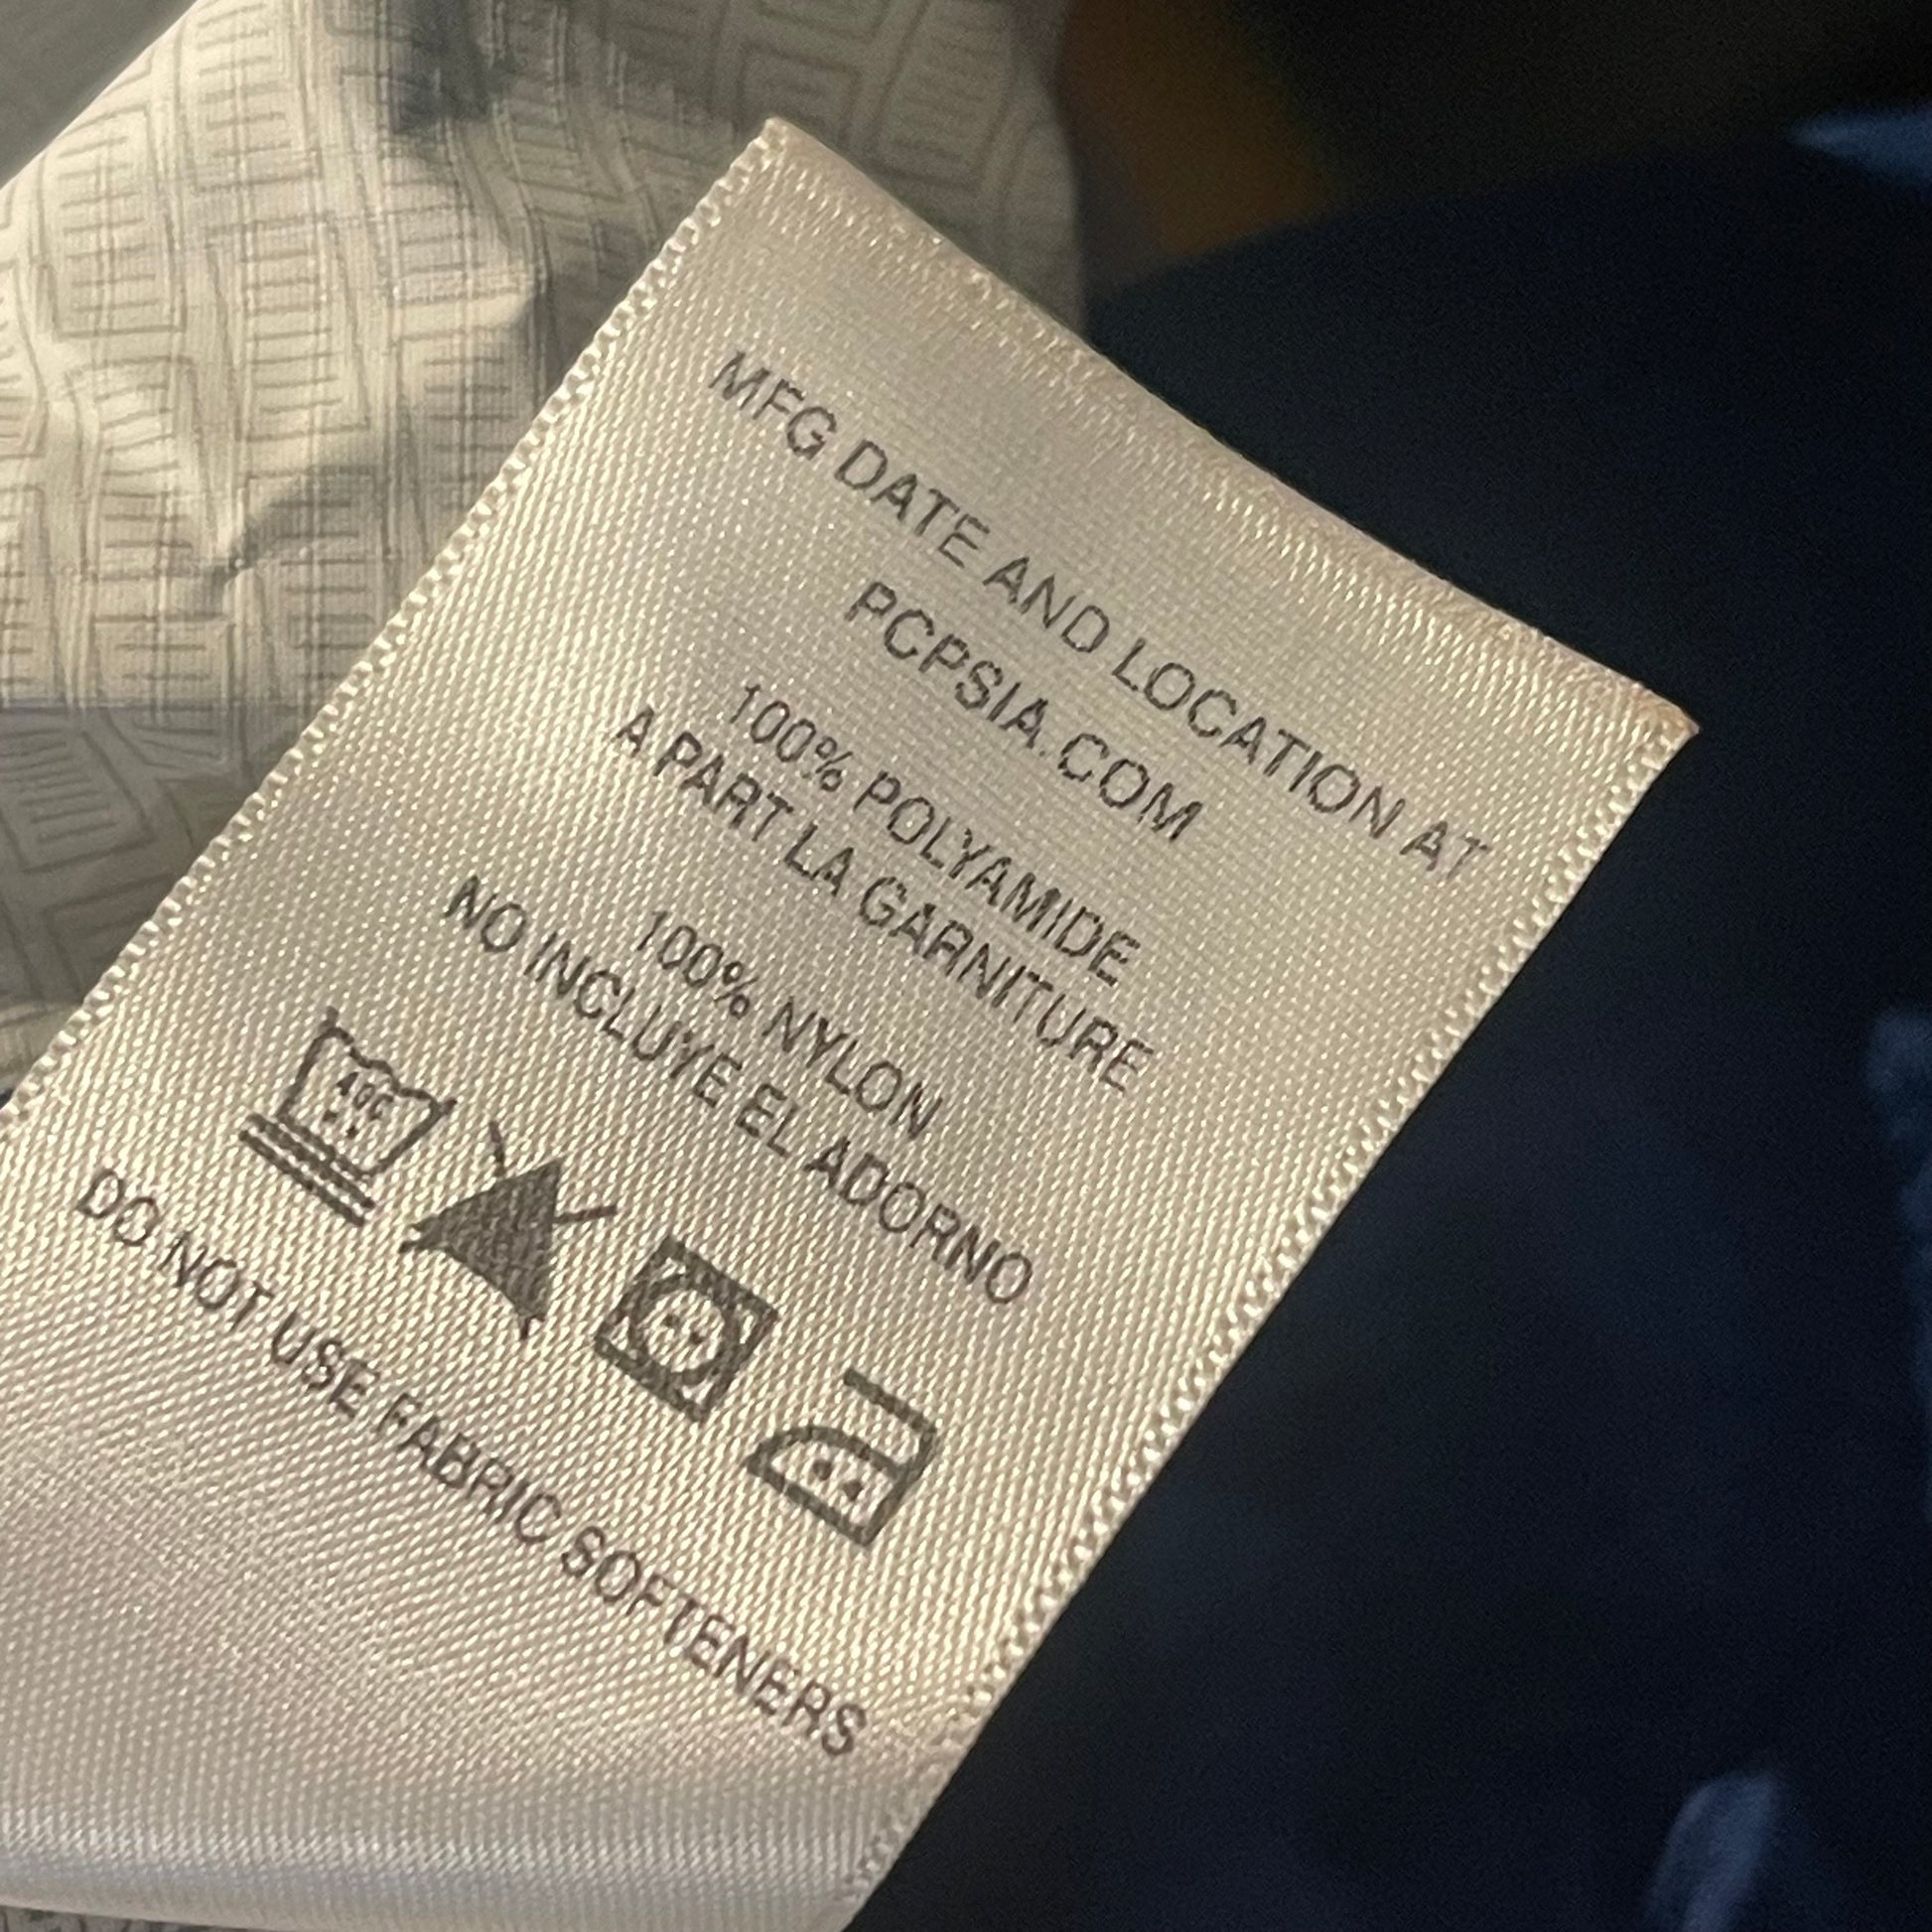 MFG DATE AND LOCATION AT
PCPSIA.COM
100% POLYAMIDE
A PART LA GARNITURE
100% NYLON
NO INCLUYE EL ADORNO
40C
DO NOT USE FABRIC SOFTENERS